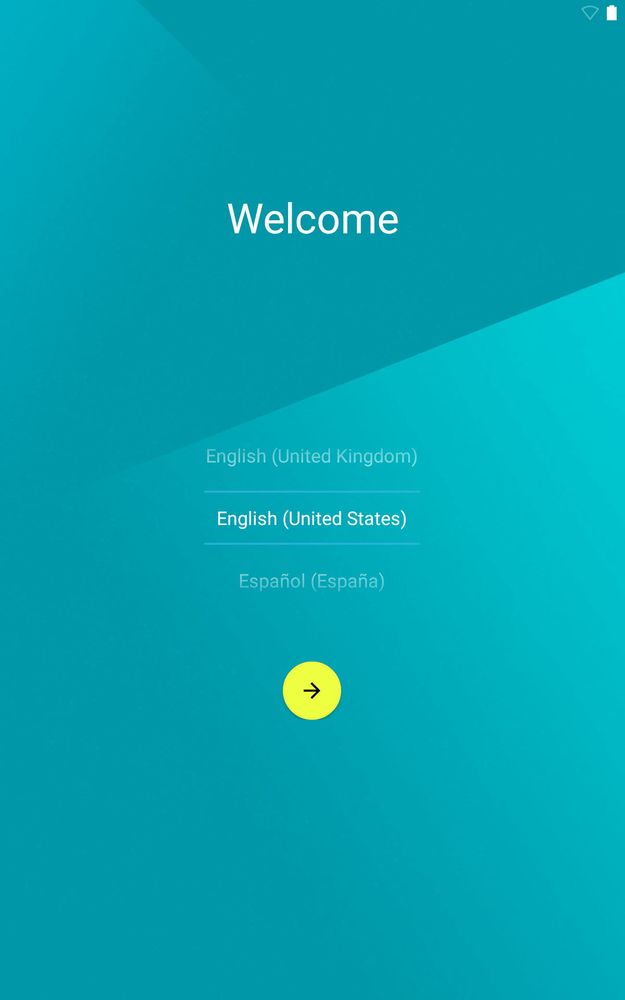 Welcome
English (United Kingdom)
English (United States)
Español (España)